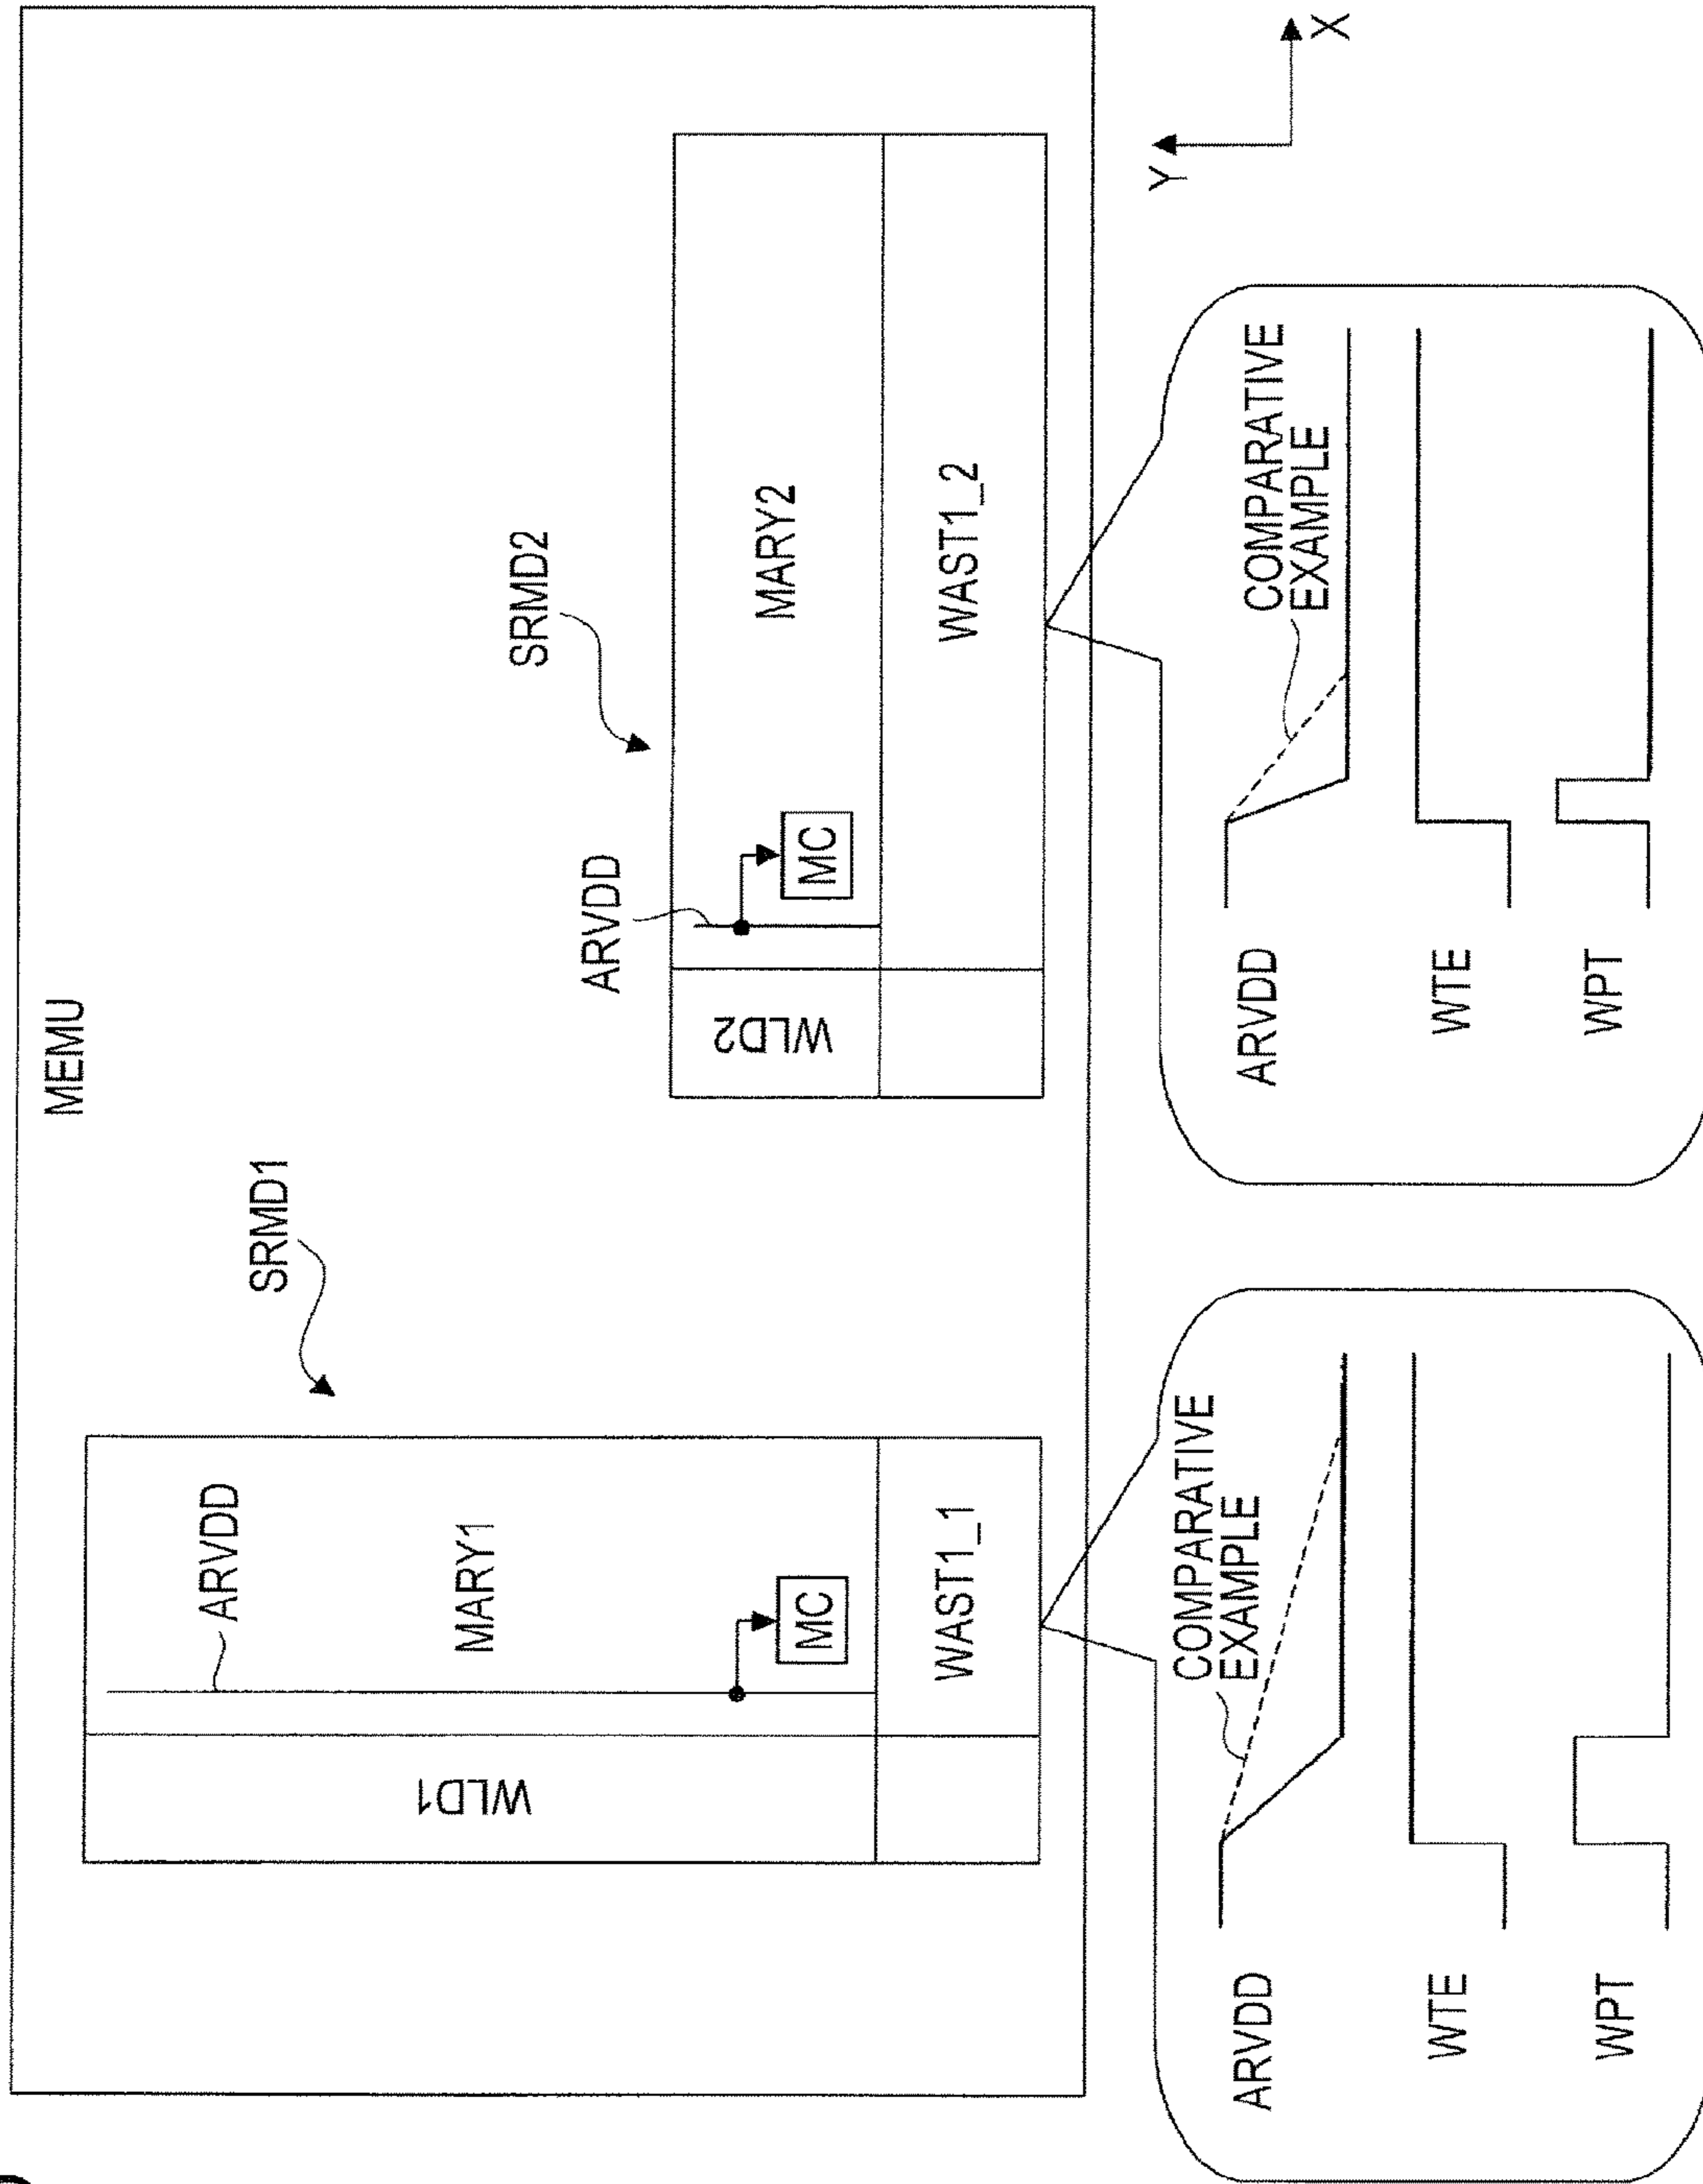 MEMU
SRMD1
SRMD2
ARVDD
MARY1
MC
WLD1
WAST1_1
ARVDD
MARY2
MC
WLD2
WAST1_2
Y
X
COMPARATIVE
EXAMPLE
ARVDD
WTE
WPT
COMPARATIVE
EXAMPLE
ARVDD
WTE
WPT